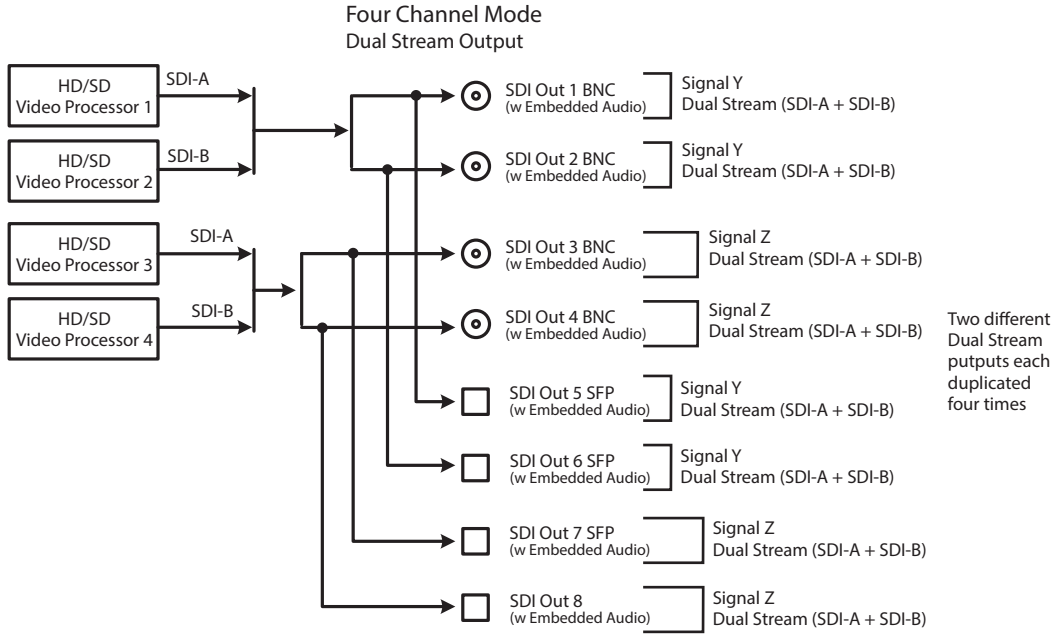 Four Channel Mode
Dual Stream Output
HD/SD
Video Processor 1
SDI-A
HD/SD
Video Processor 2
SDI-B
HD/SD
Video Processor 3
SDI-A
HD/SD
Video Processor 4
SDI-B
SDI Out 1 BNC
(w Embedded Audio)
Signal Y
Dual Stream (SDI-A + SDI-B)
SDI Out 2 BNC
(w Embedded Audio)
Signal Y
Dual Stream (SDI-A + SDI-B)
SDI Out 3 BNC
(w Embedded Audio)
Signal Z
Dual Stream (SDI-A + SDI-B)
SDI Out 4 BNC
(w Embedded Audio)
Signal Z
Dual Stream (SDI-A + SDI-B)
SDI Out 5 SFP
(w Embedded Audio)
Signal Y
Dual Stream (SDI-A + SDI-B)
SDI Out 6 SFP
(w Embedded Audio)
Signal Y
Dual Stream (SDI-A + SDI-B)
SDI Out 7 SFP
(w Embedded Audio)
Signal Z
Dual Stream (SDI-A + SDI-B)
SDI Out 8
(w Embedded Audio)
Signal Z
Dual Stream (SDI-A + SDI-B)
Two different
Dual Stream
putputs each
duplicated
four times